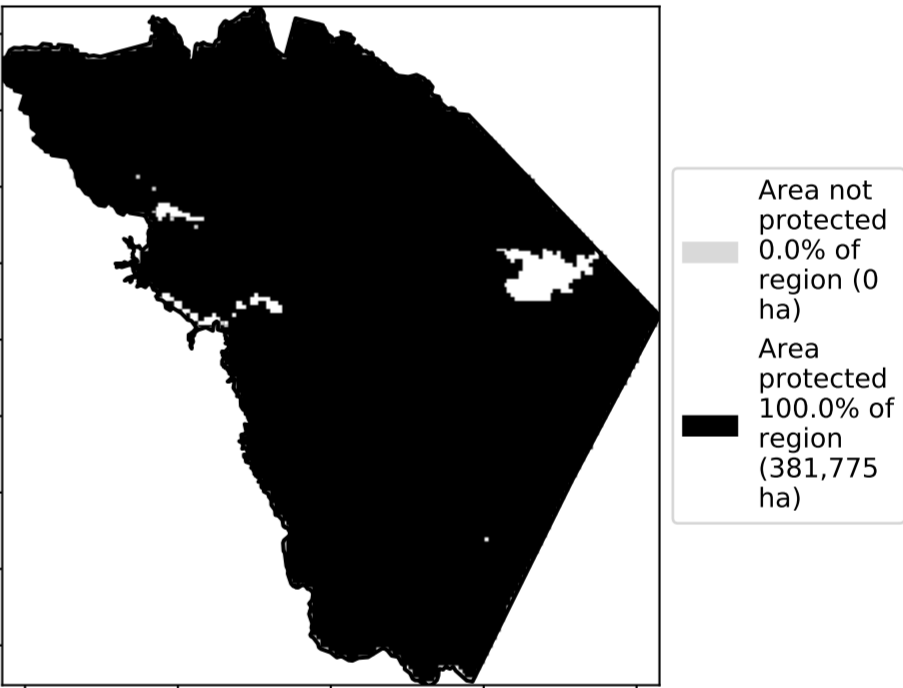 Area not
protected
0.0% of
region (0
ha)
Area
protected
100.0% of
region
(381,775
ha)